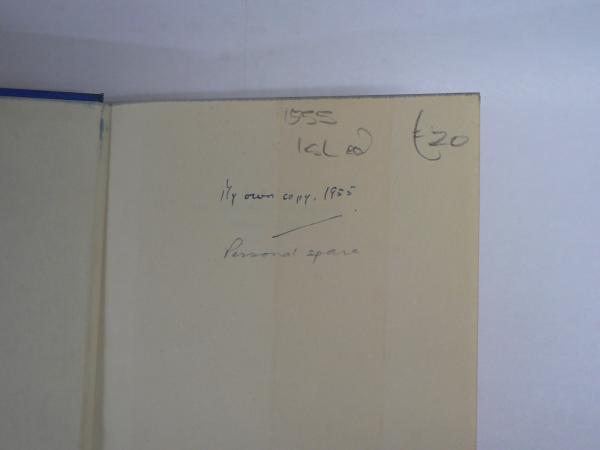 1955
1st ed
£20
My own copy. 1955
Personal spare